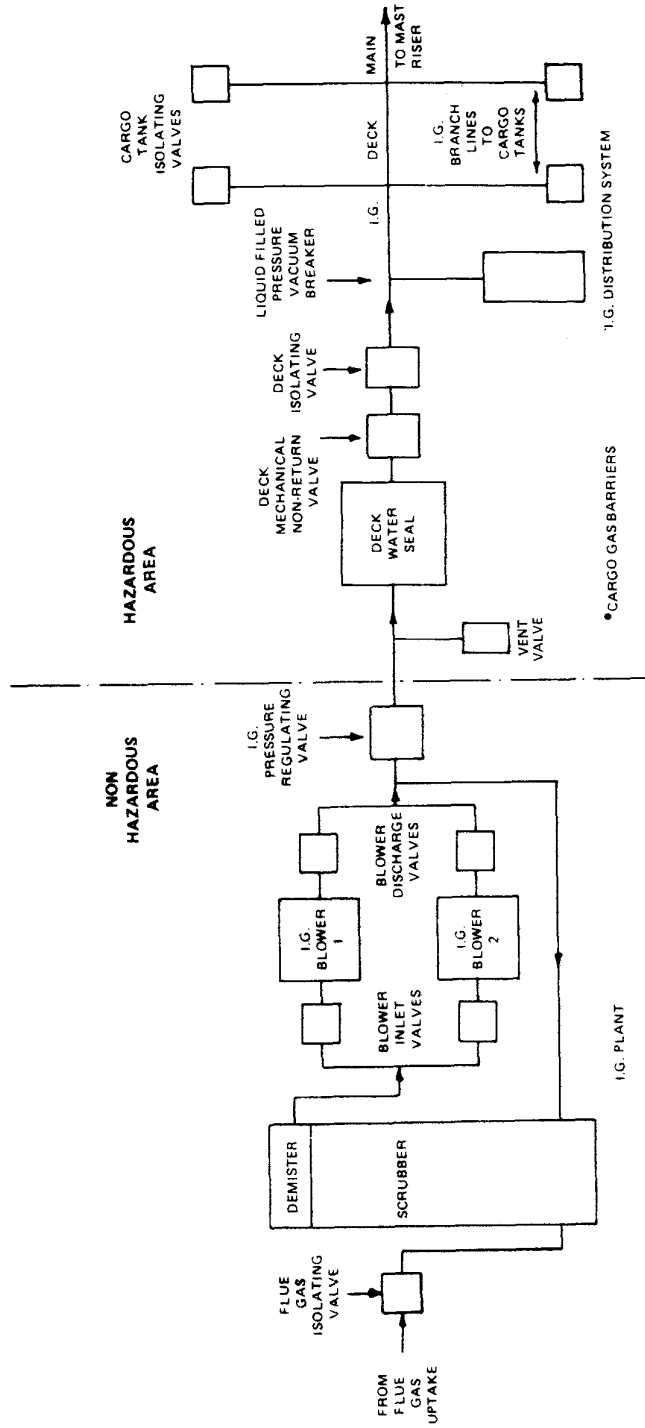 NON
HAZARDOUS
AREA
HAZARDOUS
AREA
FROM
FLUE
GAS
UPTAKE
FLUE
GAS
ISOLATING
VALVE
DEMISTER
SCRUBBER
BLOWER
INLET
VALVES
I.G.
BLOWER
1
I.G.
BLOWER
2
BLOWER
DISCHARGE
VALVES
I.G.
PRESSURE
REGULATING
VALVE
I.G. PLANT
VENT
VALVE
DECK
WATER
SEAL
DECK
MECHANICAL
NON-RETURN
VALVE
DECK
ISOLATING
VALVE
LIQUID FILLED
PRESSURE
VACUUM
BREAKER
I.G. DECK MAIN
CARGO
TANK
ISOLATING
VALVES
I.G.
BRANCH
LINES
TO
CARGO
TANKS
TO MAST
RISER
•CARGO GAS BARRIERS
I.G. DISTRIBUTION SYSTEM